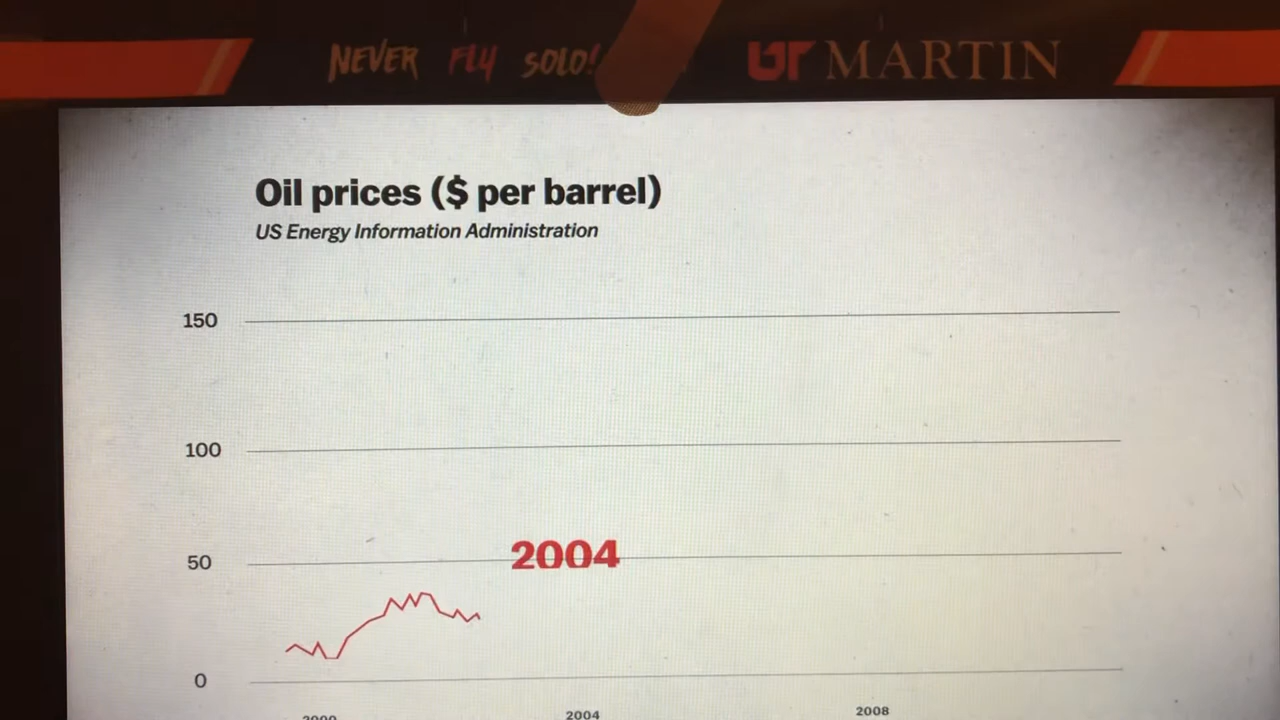 NEVER FLY SOLO!
UT MARTIN
Oil prices ($ per barrel)
US Energy Information Administration
150
100
50
2004
0
2000
2004
2008